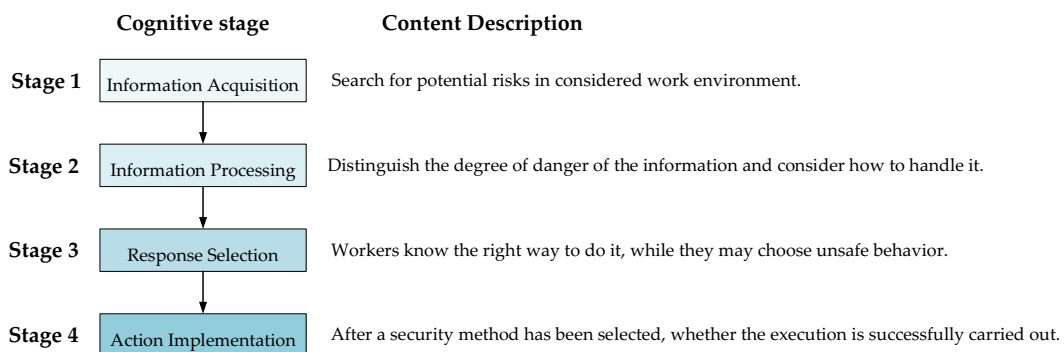 Cognitive stage Content Description
Stage 1 Information Acquisition Search for potential risks in considered work environment.
Stage 2 Information Processing Distinguish the degree of danger of the information and consider how to handle it.
Stage 3 Response Selection Workers know the right way to do it, while they may choose unsafe behavior.
Stage 4 Action Implementation After a security method has been selected, whether the execution is successfully carried out.